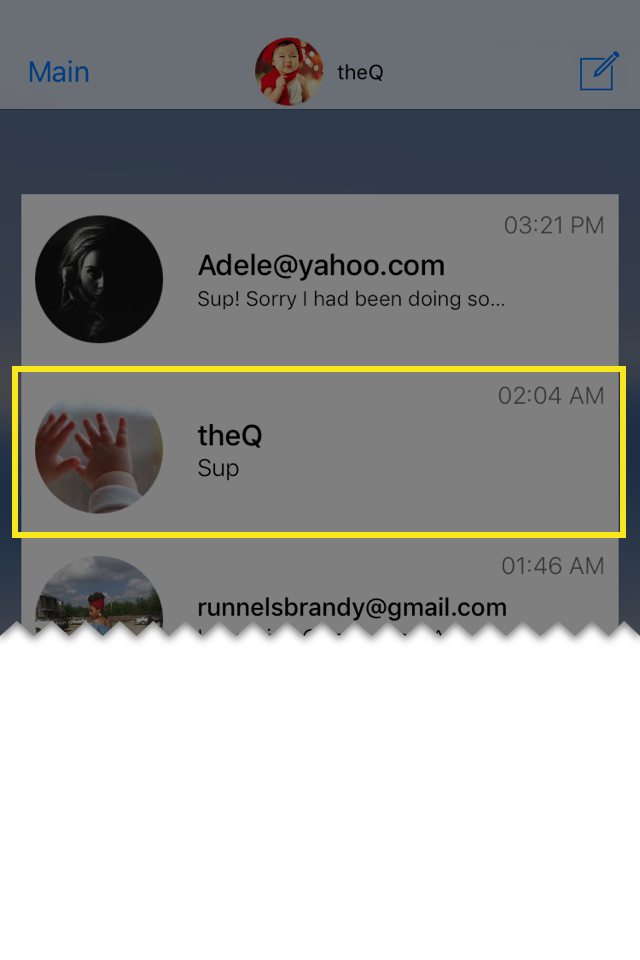 Main
theQ
03:21 PM
Adele@yahoo.com
Sup! Sorry I had been doing so...
02:04 AM
theQ
Sup
01:46 AM
runnelsbrandy@gmail.com